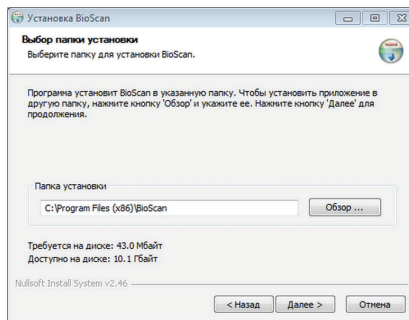 Установка BioScan
Выбор папки установки
Выберите папку для установки BioScan.
Программа установит BioScan в указанную папку. Чтобы установить приложение в
другую папку, нажмите кнопку 'Обзор' и укажите ее. Нажмите кнопку 'Далее' для
продолжения.
Папка установки
C:\Program Files (x86)\BioScan
Обзор ...
Требуется на диске: 43.0 Мбайт
Доступно на диске: 10.1 Гбайт
Nullsoft Install System v2.46
< Назад
Далее >
Отмена